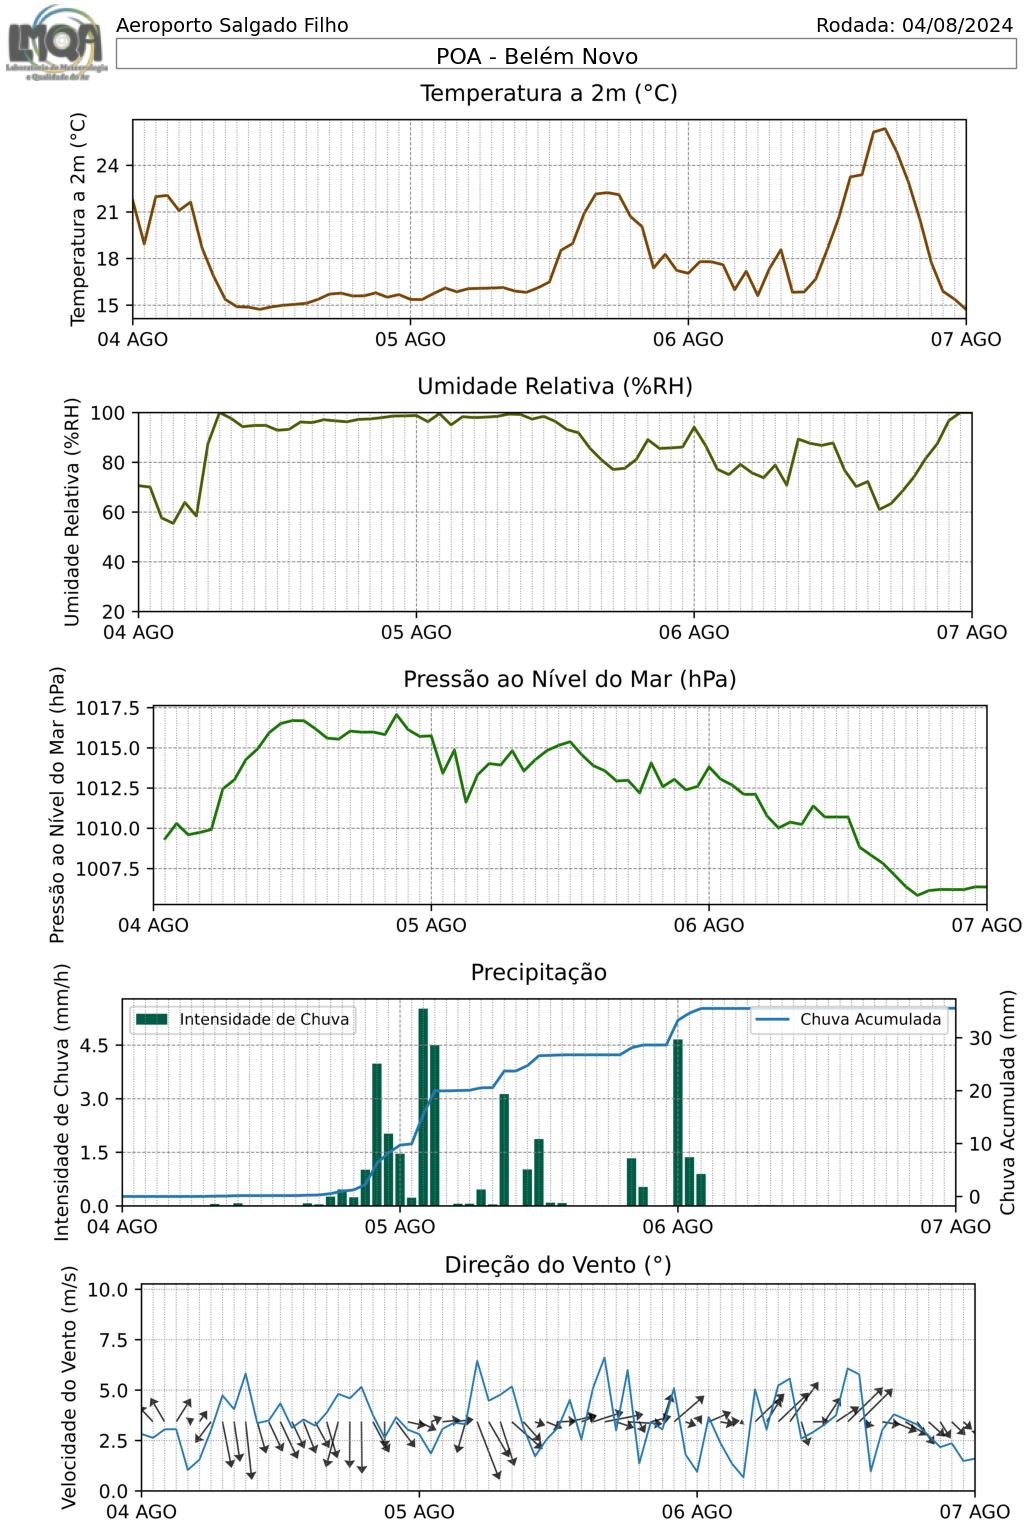 LMQA
Laboratório de Meteorologia
e Qualidade do Ar
Aeroporto Salgado Filho
Rodada: 04/08/2024
POA - Belém Novo
Temperatura a 2m (°C)
Temperatura a 2m (°C)
24
21
18
15
04 AGO 05 AGO 06 AGO 07 AGO
Umidade Relativa (%RH)
Umidade Relativa (%RH)
100
80
60
40
20
04 AGO 05 AGO 06 AGO 07 AGO
Pressão ao Nível do Mar (hPa)
Pressão ao Nível do Mar (hPa)
1017.5
1015.0
1012.5
1010.0
1007.5
04 AGO 05 AGO 06 AGO 07 AGO
Precipitação
Intensidade de Chuva (mm/h)
4.5
3.0
1.5
0.0
Intensidade de Chuva
Chuva Acumulada
30
20
10
0
Chuva Acumulada (mm)
04 AGO 05 AGO 06 AGO 07 AGO
Direção do Vento (°)
Velocidade do Vento (m/s)
10.0
7.5
5.0
2.5
0.0
04 AGO 05 AGO 06 AGO 07 AGO